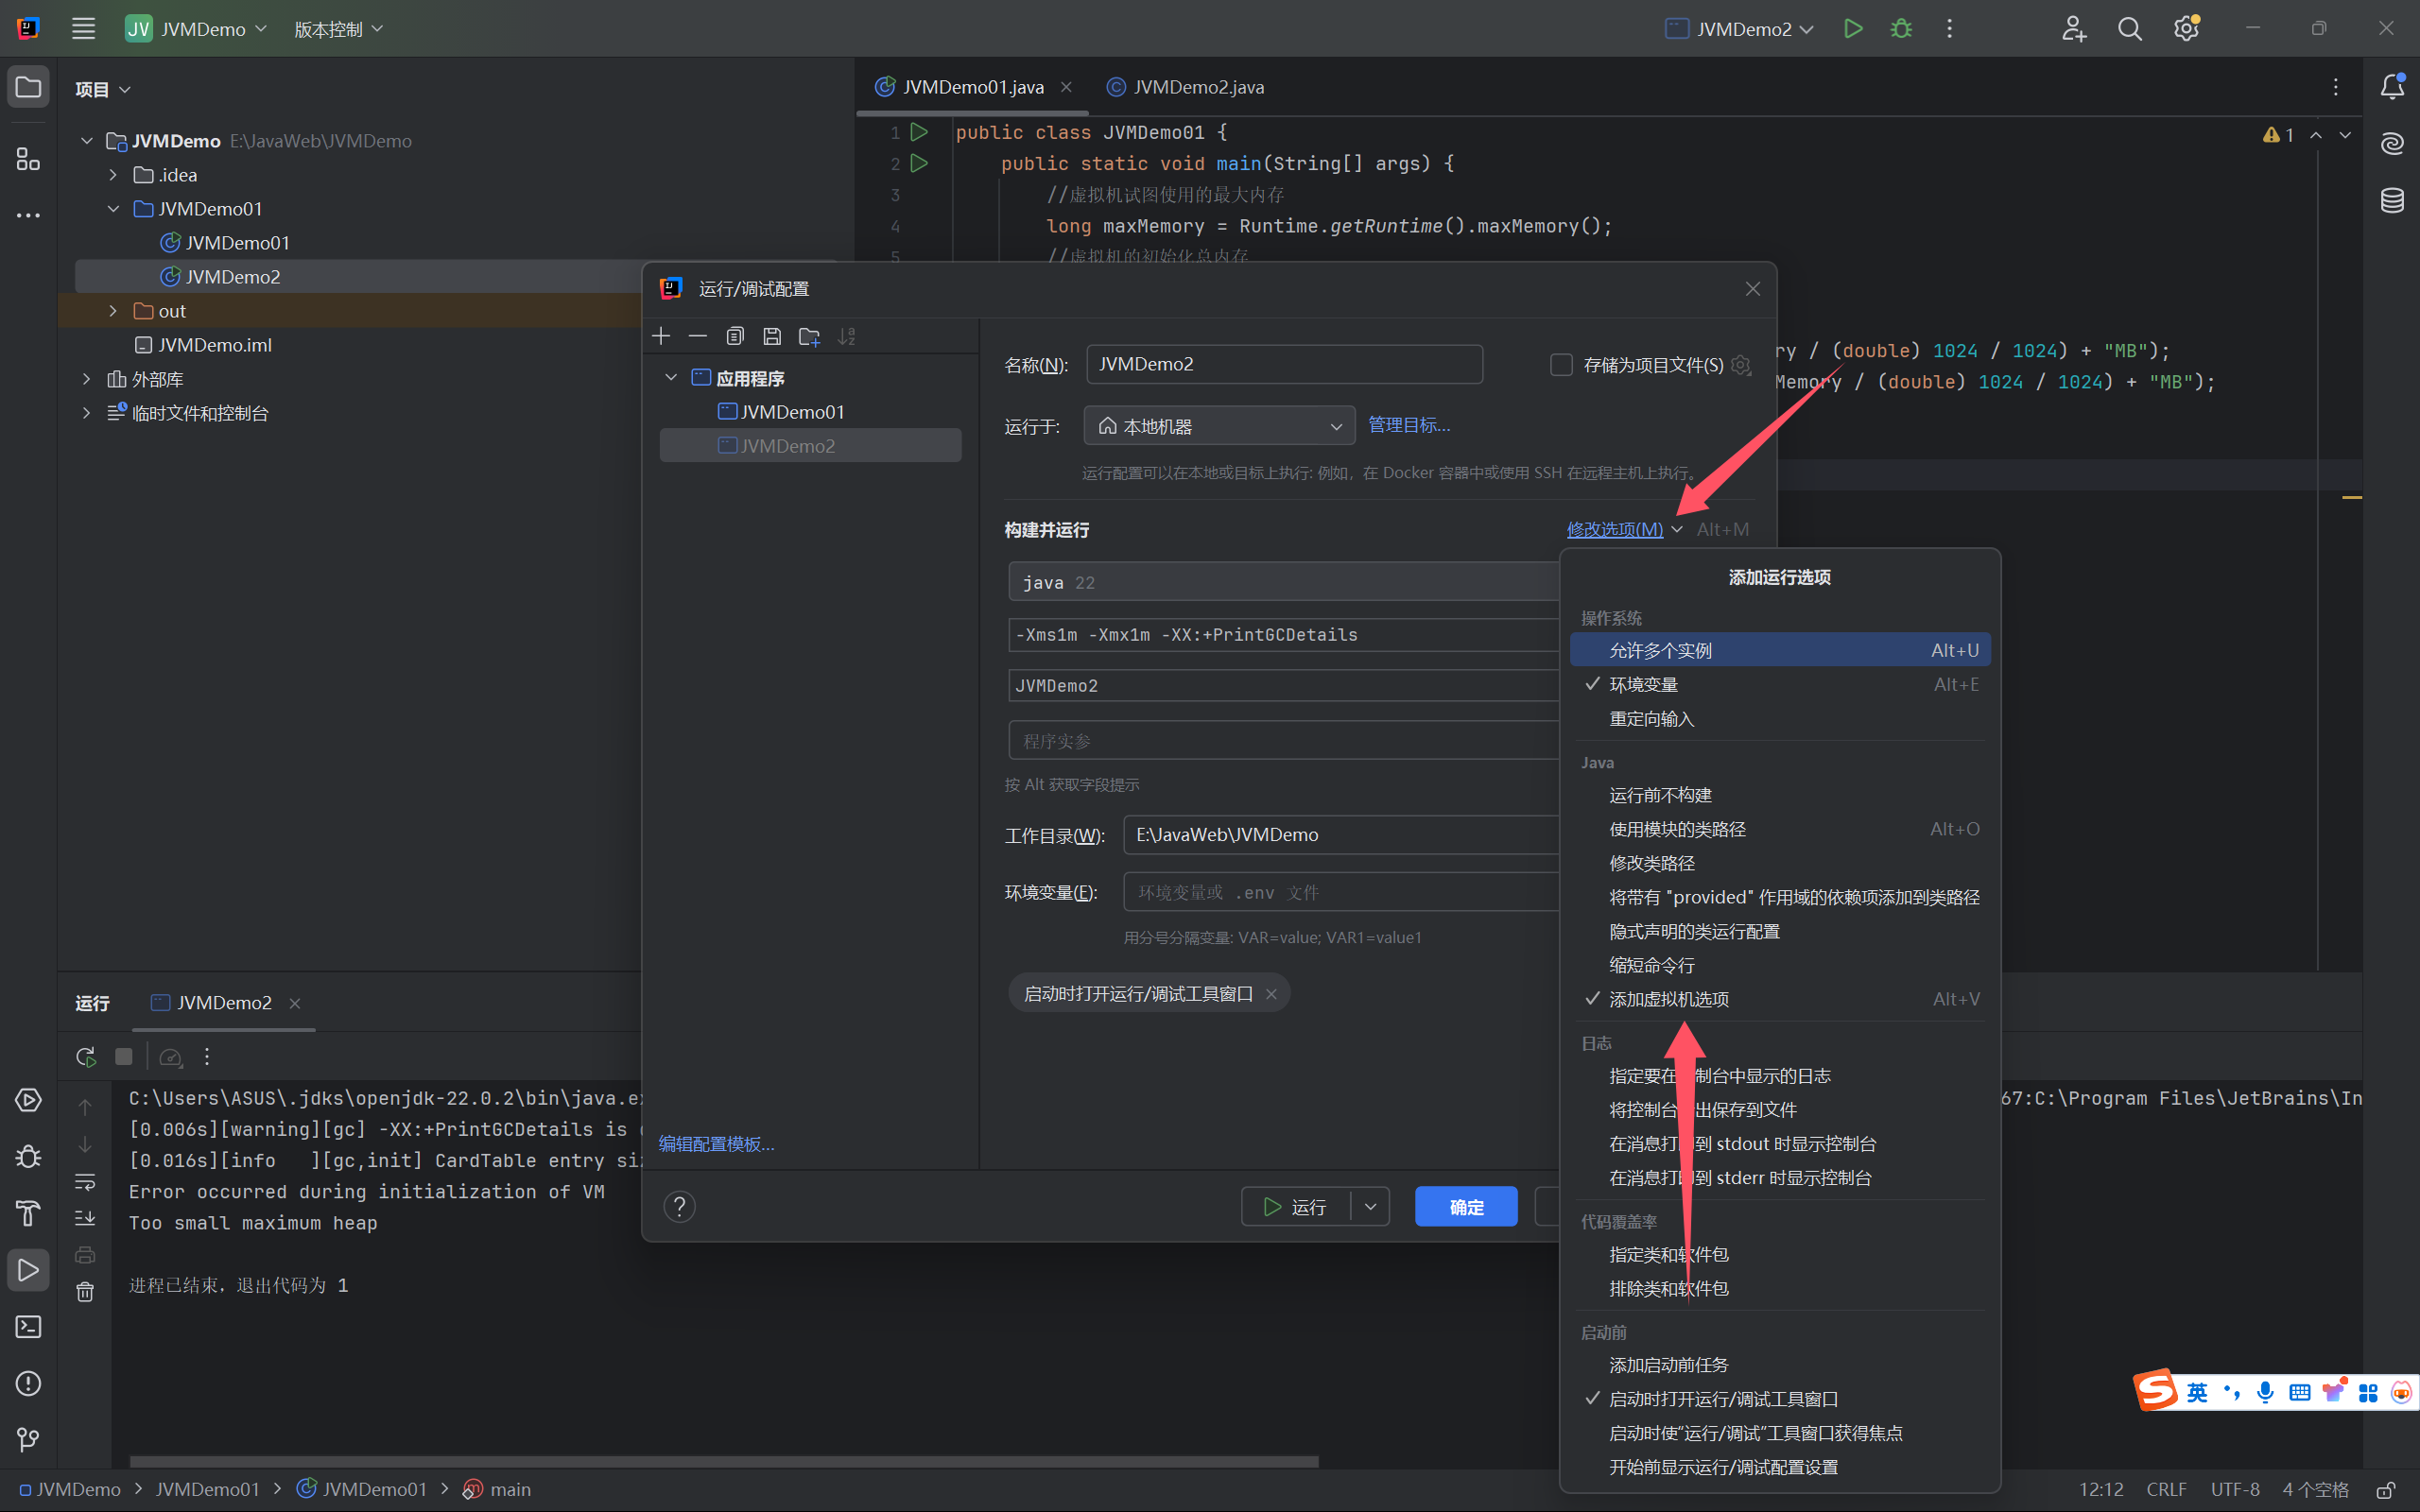 JV JVMDemo 版本控制 JVMDemo2
项目
JVMDemo E:\JavaWeb\JVMDemo
.idea
JVMDemo01
JVMDemo01
JVMDemo2
out
JVMDemo.iml
外部库
临时文件和控制台
JVMDemo01.java JVMDemo2.java
1 public class JVMDemo01 {
2 public static void main(String[] args) {
3 //虚拟机试图使用的最大内存
4 long maxMemory = Runtime.getRuntime().maxMemory();
5 //虚拟机的初始化总内存
1
ry / (double) 1024 / 1024) + "MB");
Memory / (double) 1024 / 1024) + "MB");
运行/调试配置
应用程序
JVMDemo01
JVMDemo2
编辑配置模板...
名称(N): JVMDemo2 存储为项目文件(S)
运行于: 本地机器 管理目标...
运行配置可以在本地或目标上执行: 例如，在 Docker 容器中或使用 SSH 在远程主机上执行。
构建并运行 修改选项(M) Alt+M
java 22
-Xms1m -Xmx1m -XX:+PrintGCDetails
JVMDemo2
程序实参
按 Alt 获取字段提示
工作目录(W): E:\JavaWeb\JVMDemo
环境变量(E): 环境变量或 .env 文件
用分号分隔变量: VAR=value; VAR1=value1
启动时打开运行/调试工具窗口
? 运行 确定
添加运行选项
操作系统
允许多个实例 Alt+U
环境变量 Alt+E
重定向输入
Java
运行前不构建
使用模块的类路径 Alt+O
修改类路径
将带有 "provided" 作用域的依赖项添加到类路径
隐式声明的类运行配置
缩短命令行
添加虚拟机选项 Alt+V
日志
指定要在 制台中显示的日志
将控制台 出保存到文件
在消息打 到 stdout 时显示控制台
在消息打 到 stderr 时显示控制台
代码覆盖率
指定类和软件包
排除类和软件包
启动前
添加启动前任务
启动时打开运行/调试工具窗口
启动时使"运行/调试"工具窗口获得焦点
开始前显示运行/调试配置设置
运行 JVMDemo2
C:\Users\ASUS\.jdks\openjdk-22.0.2\bin\java.e 67:C:\Program Files\JetBrains\In
[0.006s][warning][gc] -XX:+PrintGCDetails is
[0.016s][info ][gc,init] CardTable entry si
Error occurred during initialization of VM
Too small maximum heap
进程已结束，退出代码为 1
英
JVMDemo > JVMDemo01 > JVMDemo01 > main 12:12 CRLF UTF-8 4 个空格